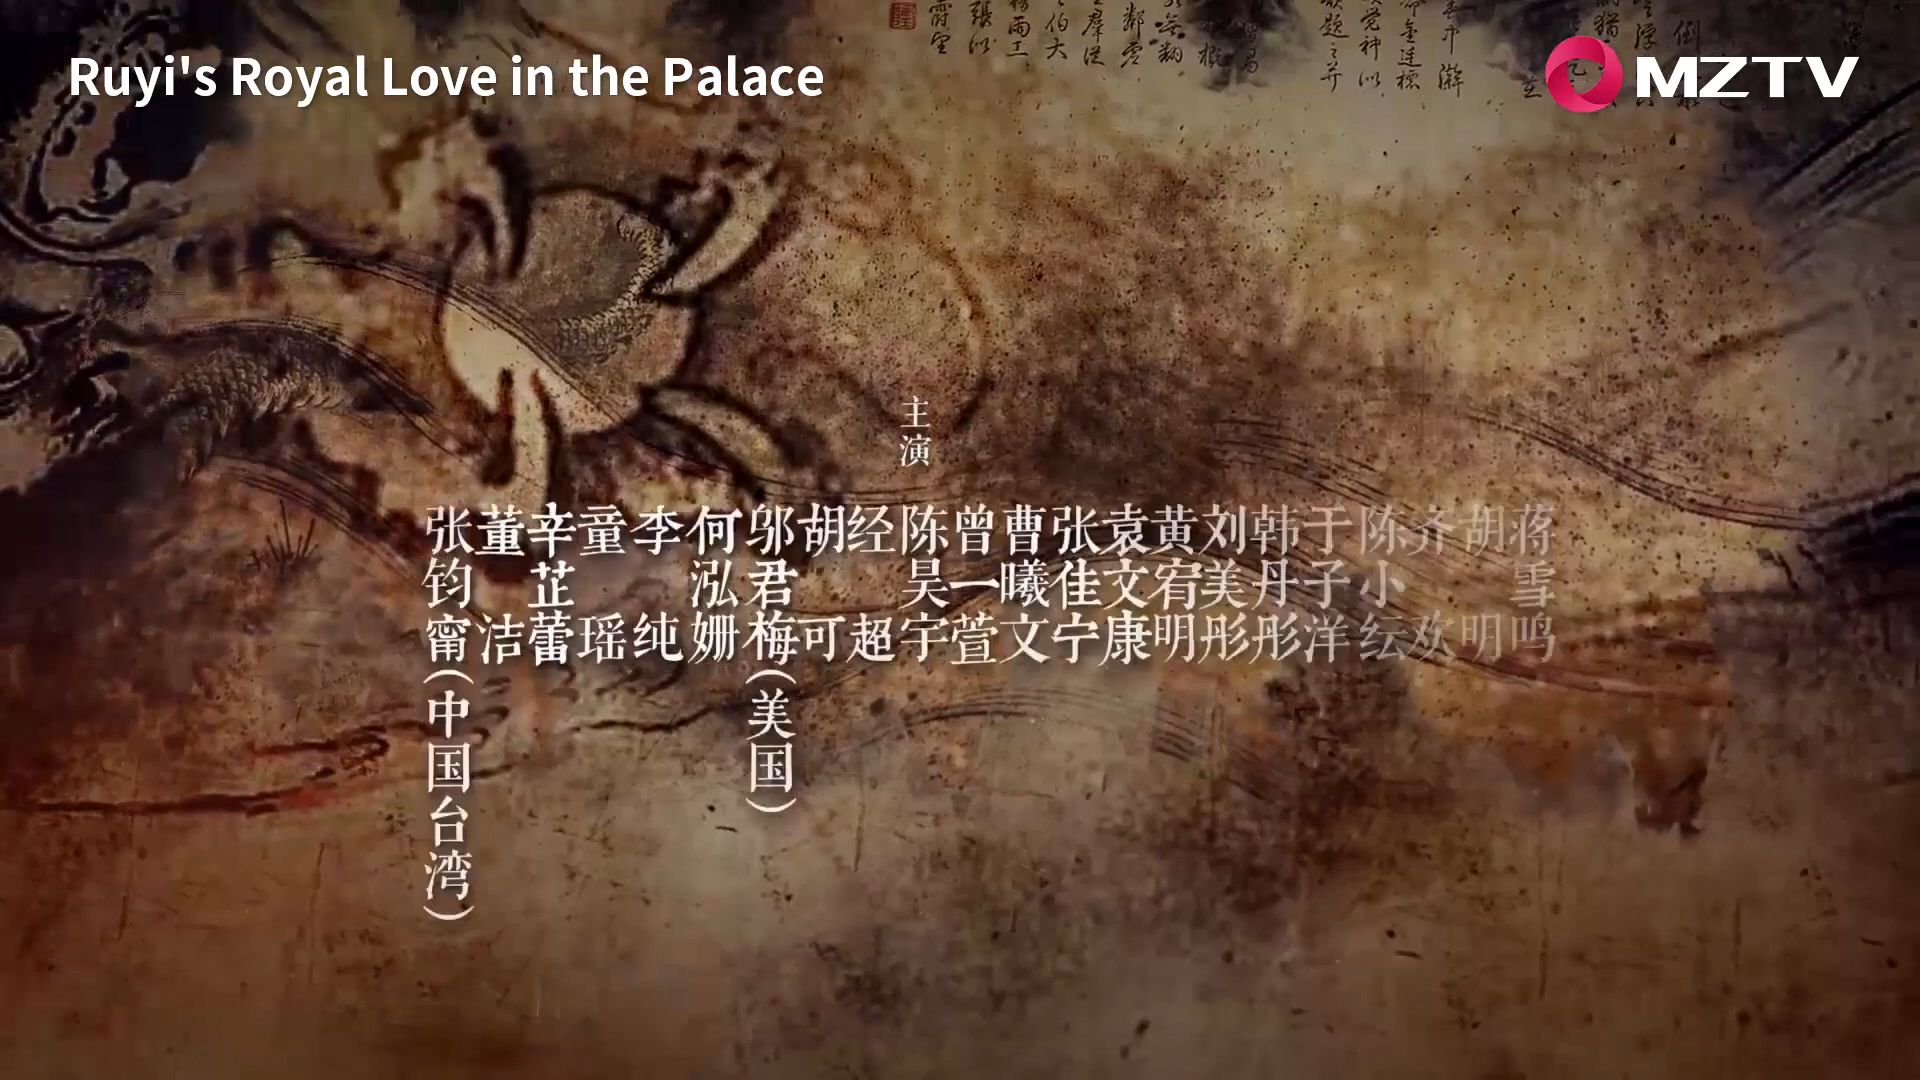 Ruyi's Royal Love in the Palace
MZTV
主演
张钧甯(中国台湾)
董洁
辛芷蕾
童瑶
李纯
何泓姗
邬君梅(美国)
胡可
经超
陈昊宇
曾一萱
曹曦文
张佳宁
袁文康
黄宥明
刘美彤
韩丹彤
于子洋
陈小纭
齐欢
胡明
蒋雪鸣